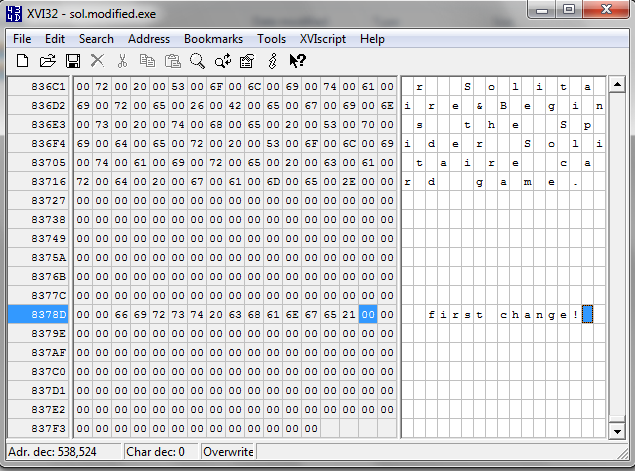 XVI32 - sol.modified.exe
File Edit Search Address Bookmarks Tools XVIscript Help
836C1 00 72 00 20 00 53 00 6F 00 6C 00 69 00 74 00 61 00 r S o l i t a
836D2 69 00 72 00 65 00 26 00 42 00 65 00 67 00 69 00 6E i r e & B e g i n
836E3 00 73 00 20 00 74 00 68 00 65 00 20 00 53 00 70 00 s t h e S p
836F4 69 00 64 00 65 00 72 00 20 00 53 00 6F 00 6C 00 69 i d e r S o l i
83705 00 74 00 61 00 69 00 72 00 65 00 20 00 63 00 61 00 t a i r e c a
83716 72 00 64 00 20 00 67 00 61 00 6D 00 65 00 2E 00 00 r d g a m e .
83727 00 00 00 00 00 00 00 00 00 00 00 00 00 00 00 00 00
83738 00 00 00 00 00 00 00 00 00 00 00 00 00 00 00 00 00
83749 00 00 00 00 00 00 00 00 00 00 00 00 00 00 00 00 00
8375A 00 00 00 00 00 00 00 00 00 00 00 00 00 00 00 00 00
8376B 00 00 00 00 00 00 00 00 00 00 00 00 00 00 00 00 00
8377C 00 00 00 00 00 00 00 00 00 00 00 00 00 00 00 00 00
8378D 00 00 66 69 72 73 74 20 63 68 61 6E 67 65 21 00 00 f i r s t c h a n g e !
8379E 00 00 00 00 00 00 00 00 00 00 00 00 00 00 00 00 00
837AF 00 00 00 00 00 00 00 00 00 00 00 00 00 00 00 00 00
837C0 00 00 00 00 00 00 00 00 00 00 00 00 00 00 00 00 00
837D1 00 00 00 00 00 00 00 00 00 00 00 00 00 00 00 00 00
837E2 00 00 00 00 00 00 00 00 00 00 00 00 00 00 00 00 00
837F3 00 00 00 00 00 00 00 00 00 00 00 00 00
Adr. dec: 538,524 Char dec: 0 Overwrite